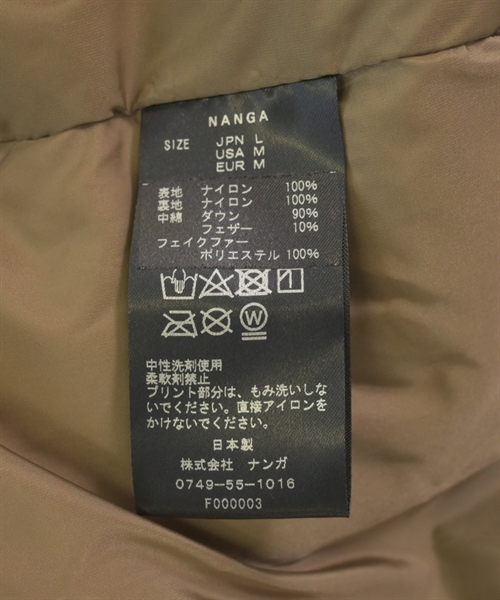 NANGA
SIZE JPN L
USA M
EUR M
表地 ナイロン 100%
裏地 ナイロン 100%
中綿 ダウン 90%
フェザー 10%
フェイクファー
ポリエステル 100%
W
中性洗剤使用
柔軟剤禁止
プリント部分は、もみ洗いしな
いでください。直接アイロンを
かけないでください。
日本製
株式会社 ナンガ
0749-55-1016
F000003